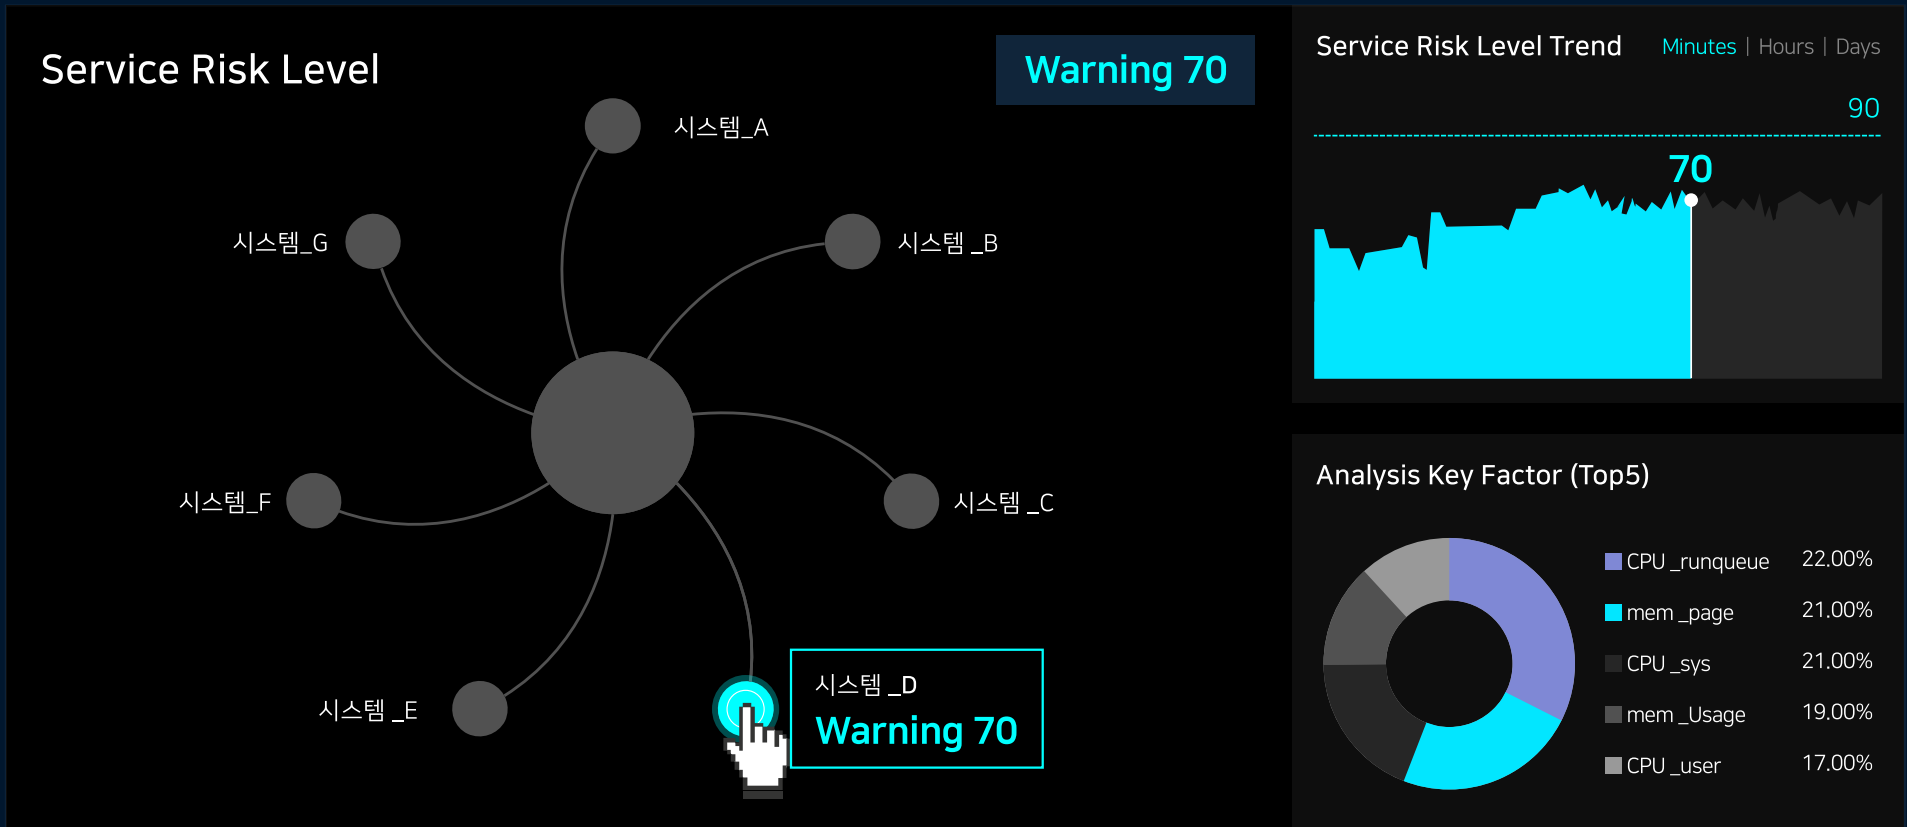 Service Risk Level
Warning 70
시스템_A
시스템_G
시스템 _B
시스템_F
시스템 _C
시스템 _E
시스템 _D
Warning 70
Service Risk Level Trend
Minutes | Hours | Days
90
70
Analysis Key Factor (Top5)
CPU _runqueue 22.00%
mem _page 21.00%
CPU _sys 21.00%
mem _Usage 19.00%
CPU _user 17.00%